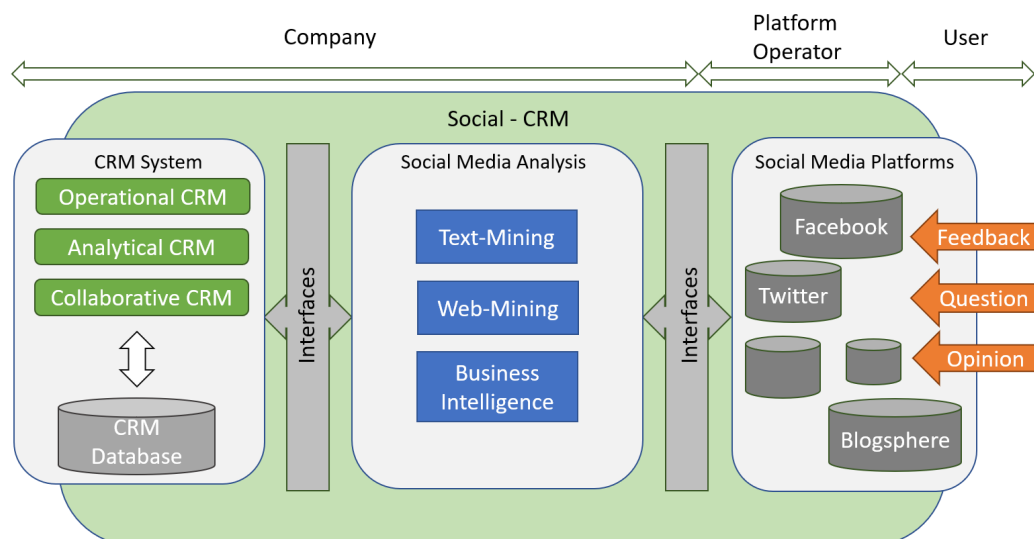 Company
Platform
Operator
User
Social - CRM
CRM System
Operational CRM
Analytical CRM
Collaborative CRM
CRM
Database
Interfaces
Social Media Analysis
Text-Mining
Web-Mining
Business
Intelligence
Interfaces
Social Media Platforms
Facebook
Twitter
Blogsphere
Feedback
Question
Opinion